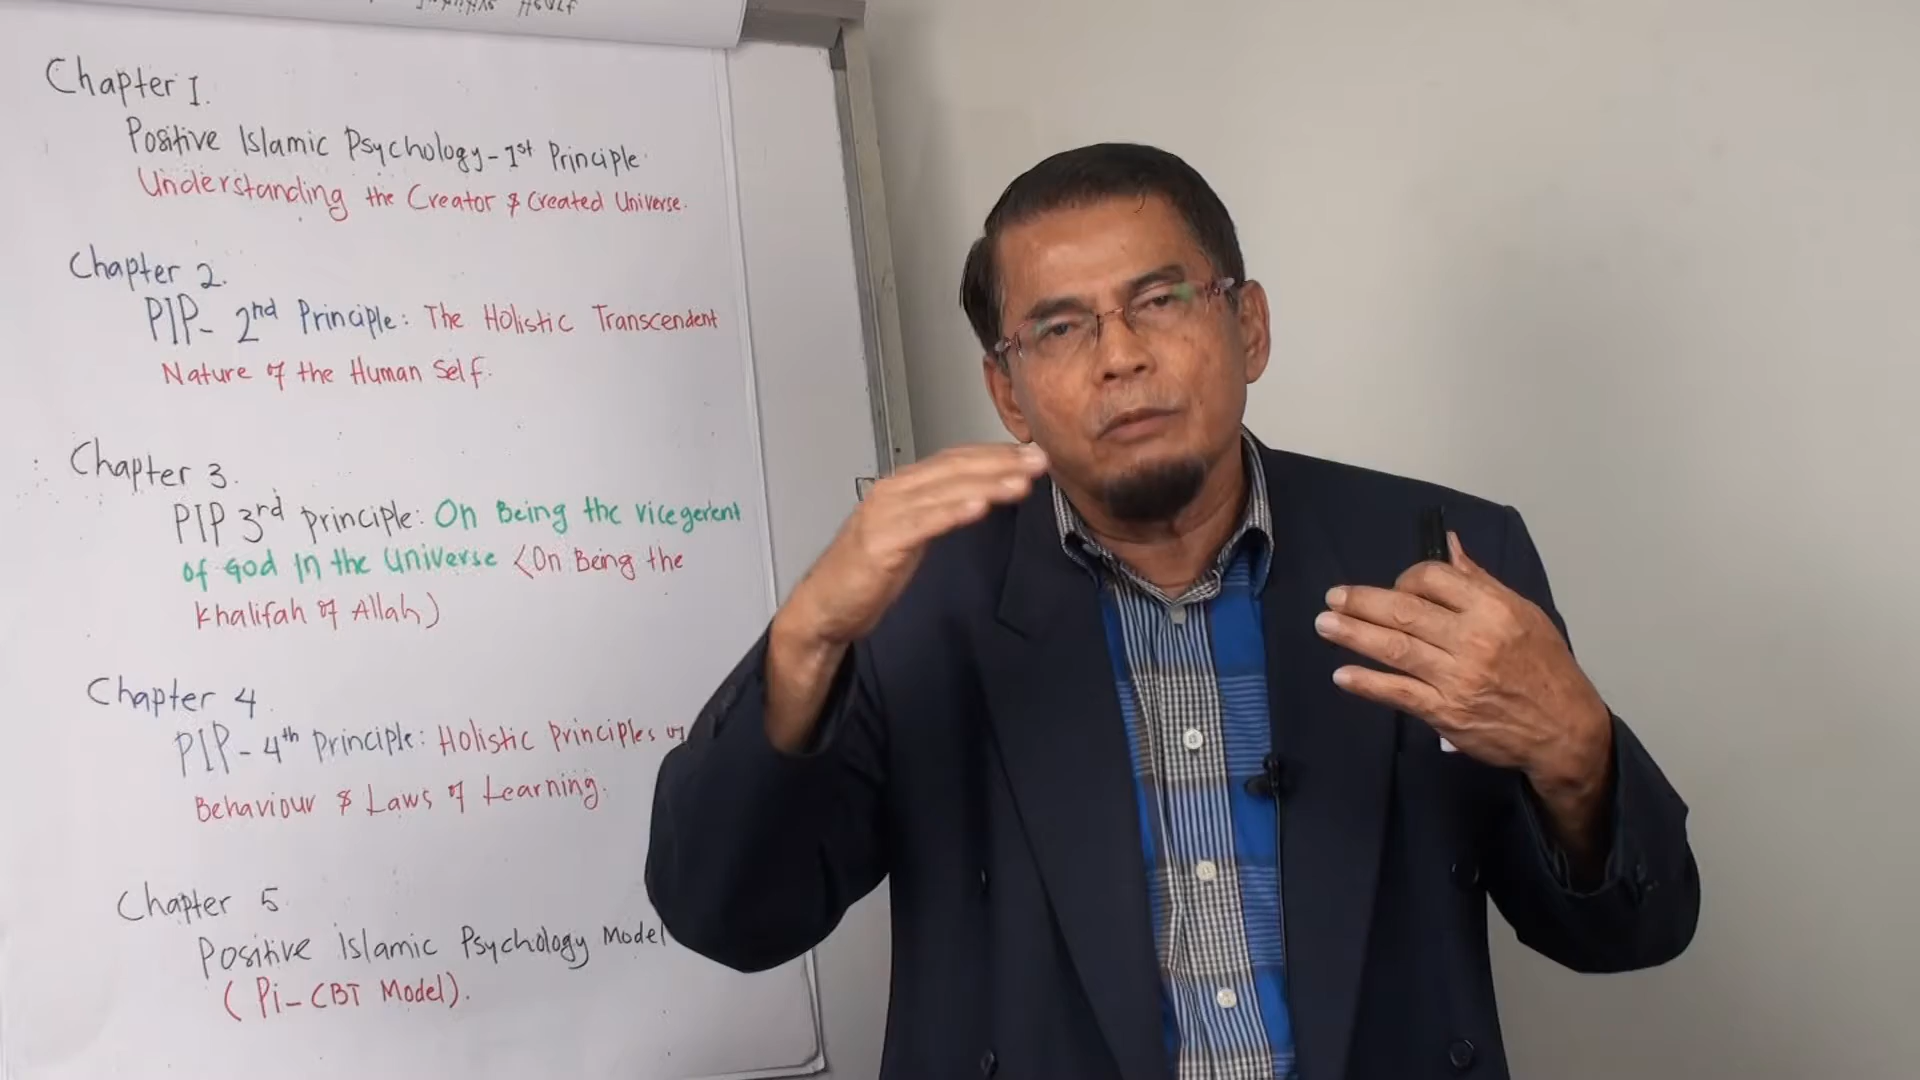 Chapter 1.
Positive Islamic Psychology - 1st Principle:
Understanding the Creator & Created Universe.
Chapter 2.
PIP - 2nd Principle: The Holistic Transcendent
Nature of the Human Self.
Chapter 3.
PIP 3rd principle: On Being the vicegerent
of God In the Universe (On Being the
Khalifah of Allah)
Chapter 4.
PIP - 4th Principle: Holistic Principles of
Behaviour & Laws of Learning.
Chapter 5
Positive Islamic Psychology Model
(Pi-CBT Model).